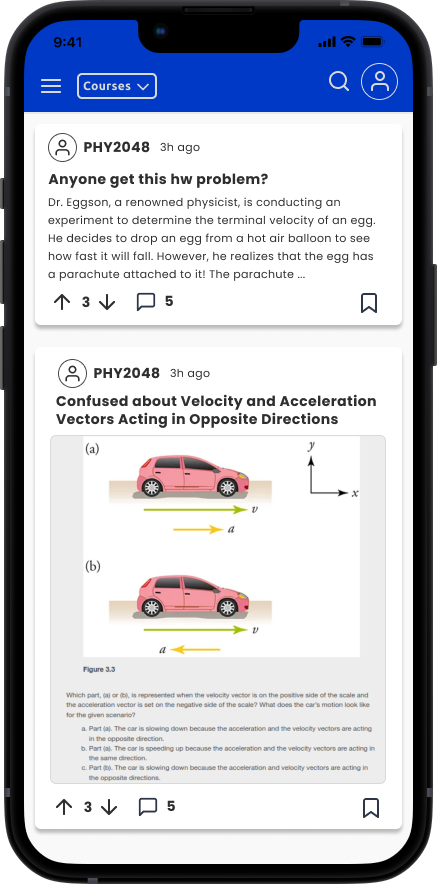 9:41
Courses
PHY2048 3h ago
Anyone get this hw problem?
Dr. Eggson, a renowned physicist, is conducting an
experiment to determine the terminal velocity of an egg.
He decides to drop an egg from a hot air balloon to see
how fast it will fall. However, he realizes that the egg has
a parachute attached to it! The parachute ...
3 5
PHY2048 3h ago
Confused about Velocity and Acceleration
Vectors Acting in Opposite Directions
(a)
y
x
v
a
(b)
v
a
Figure 3.3
Which part, (a) or (b), is represented when the velocity vector is on the positive side of the scale and
the acceleration vector is set on the negative side of the scale? What does the car's motion look like
for the given scenario?
a. Part (a). The car is slowing down because the acceleration and the velocity vectors are acting
in the opposite direction.
b. Part (a). The car is speeding up because the acceleration and the velocity vectors are acting in
the same direction.
c. Part (b). The car is slowing down because the acceleration and velocity vectors are acting in
the opposite directions.
3 5